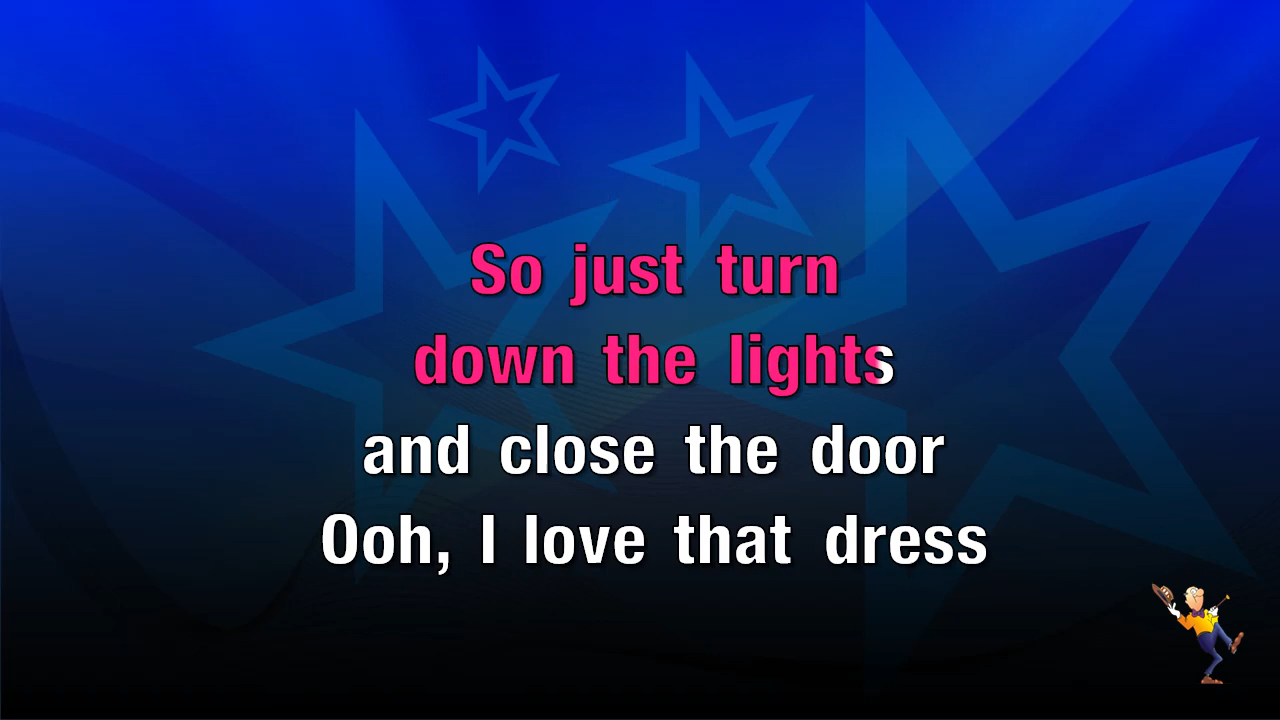 So just turn
down the lights
and close the door
Ooh, I love that dress